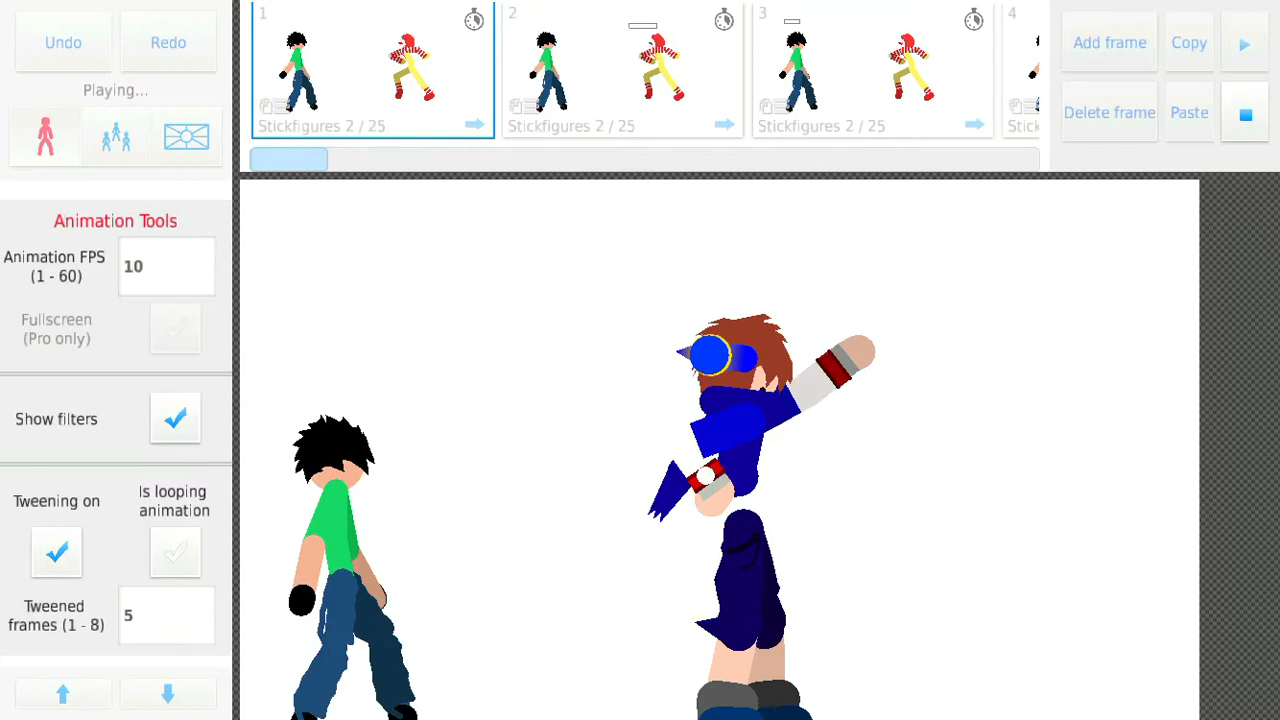 Undo
Redo
Playing...
1
2
3
4
Stickfigures 2 / 25
Stickfigures 2 / 25
Stickfigures 2 / 25
Stick
Add frame
Copy
Delete frame
Paste
Animation Tools
Animation FPS
(1 - 60)
10
Fullscreen
(Pro only)
Show filters
Tweening on
Is looping
animation
Tweened
frames (1 - 8)
5